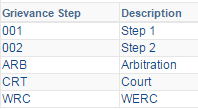 Grievance Step Description
001 Step 1
002 Step 2
ARB Arbitration
CRT Court
WRC WERC